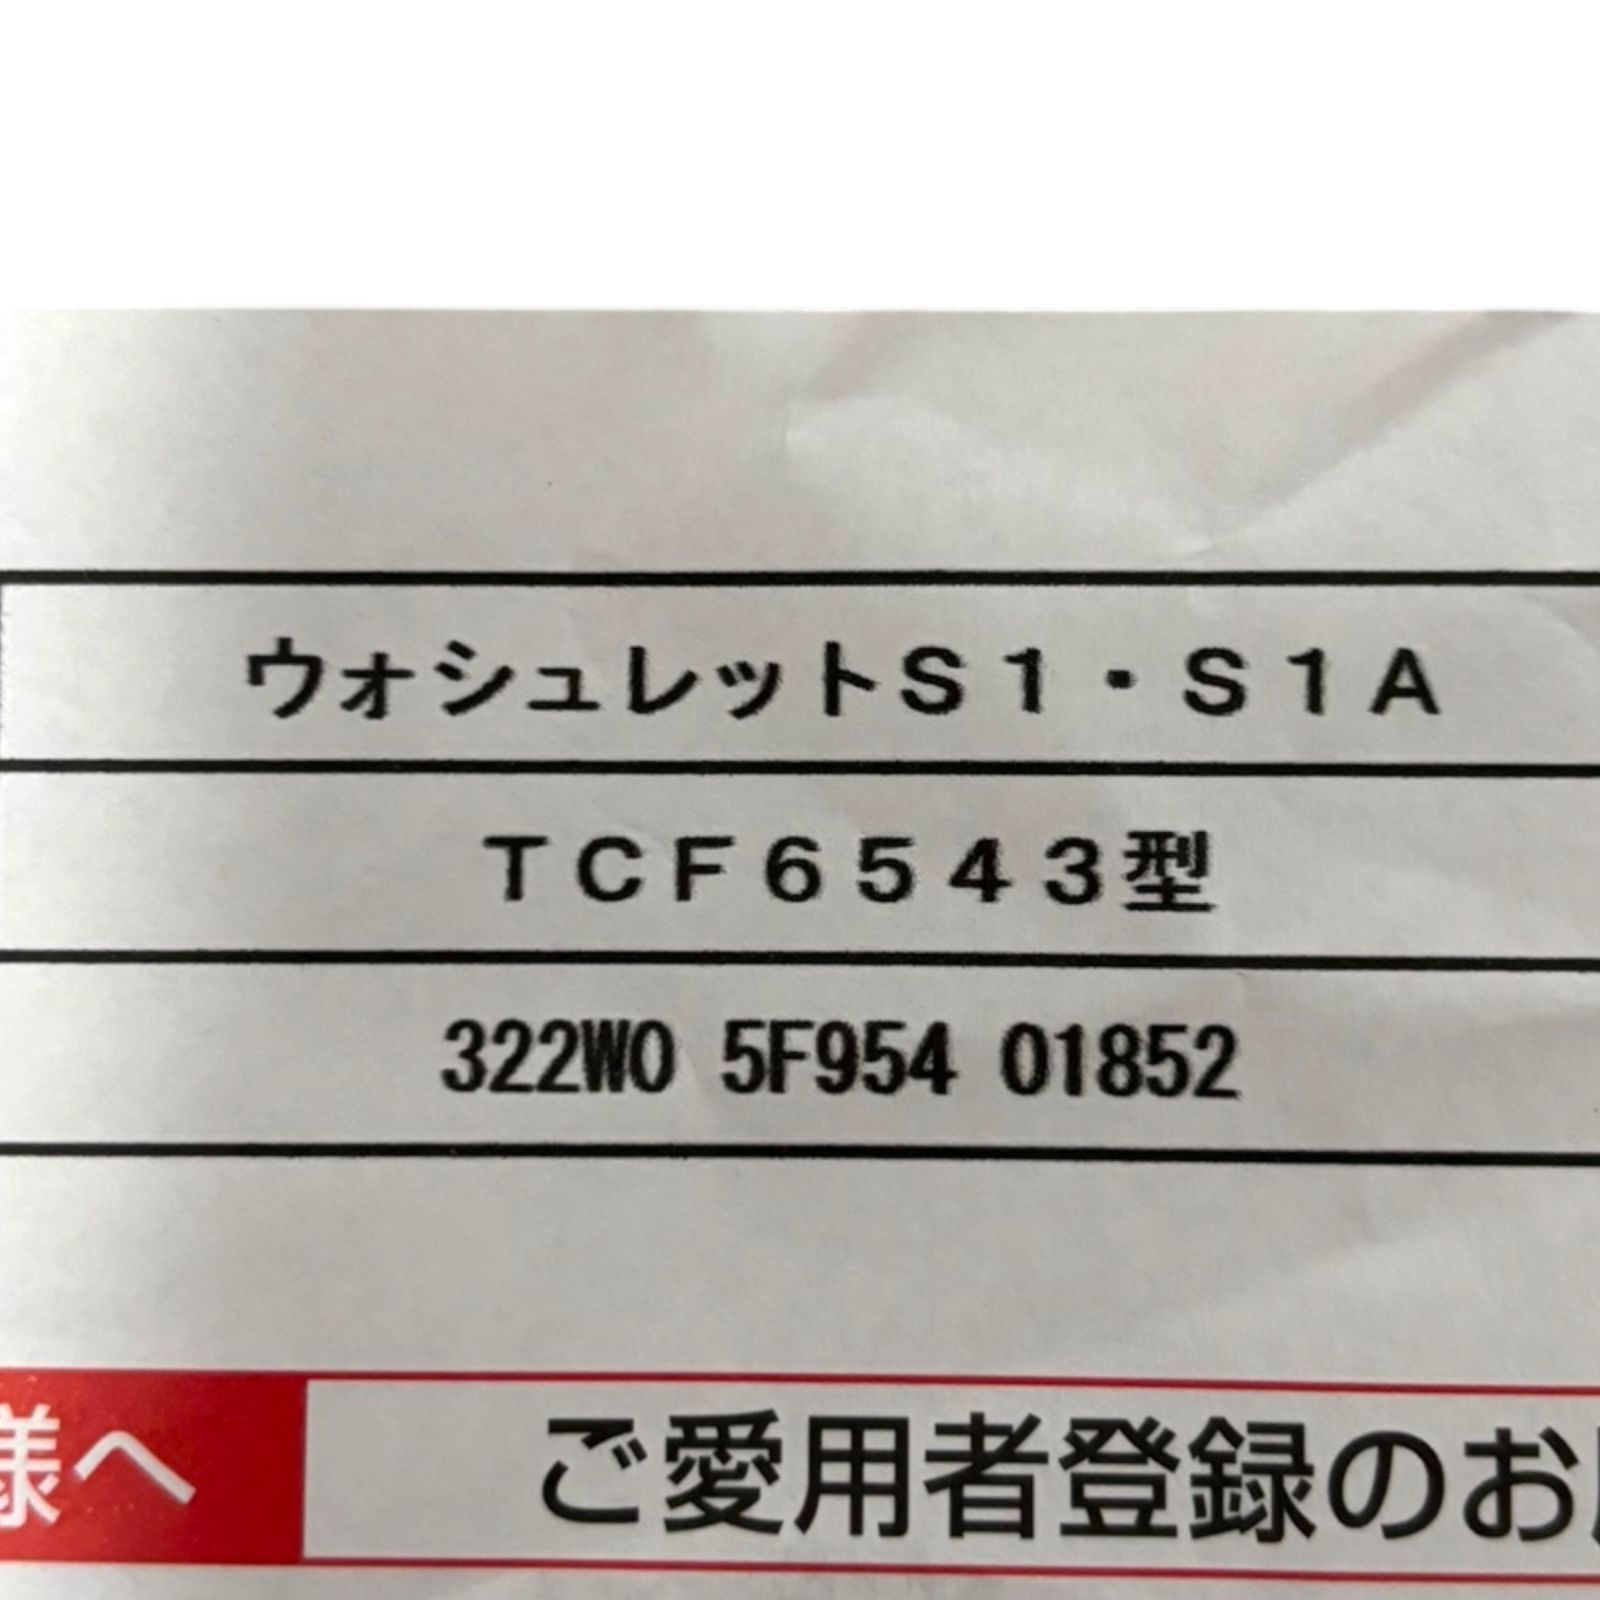 ウォシュレットＳ１・Ｓ１Ａ
ＴＣＦ６５４３型
322W0 5F954 01852
様へ
ご愛用者登録のお